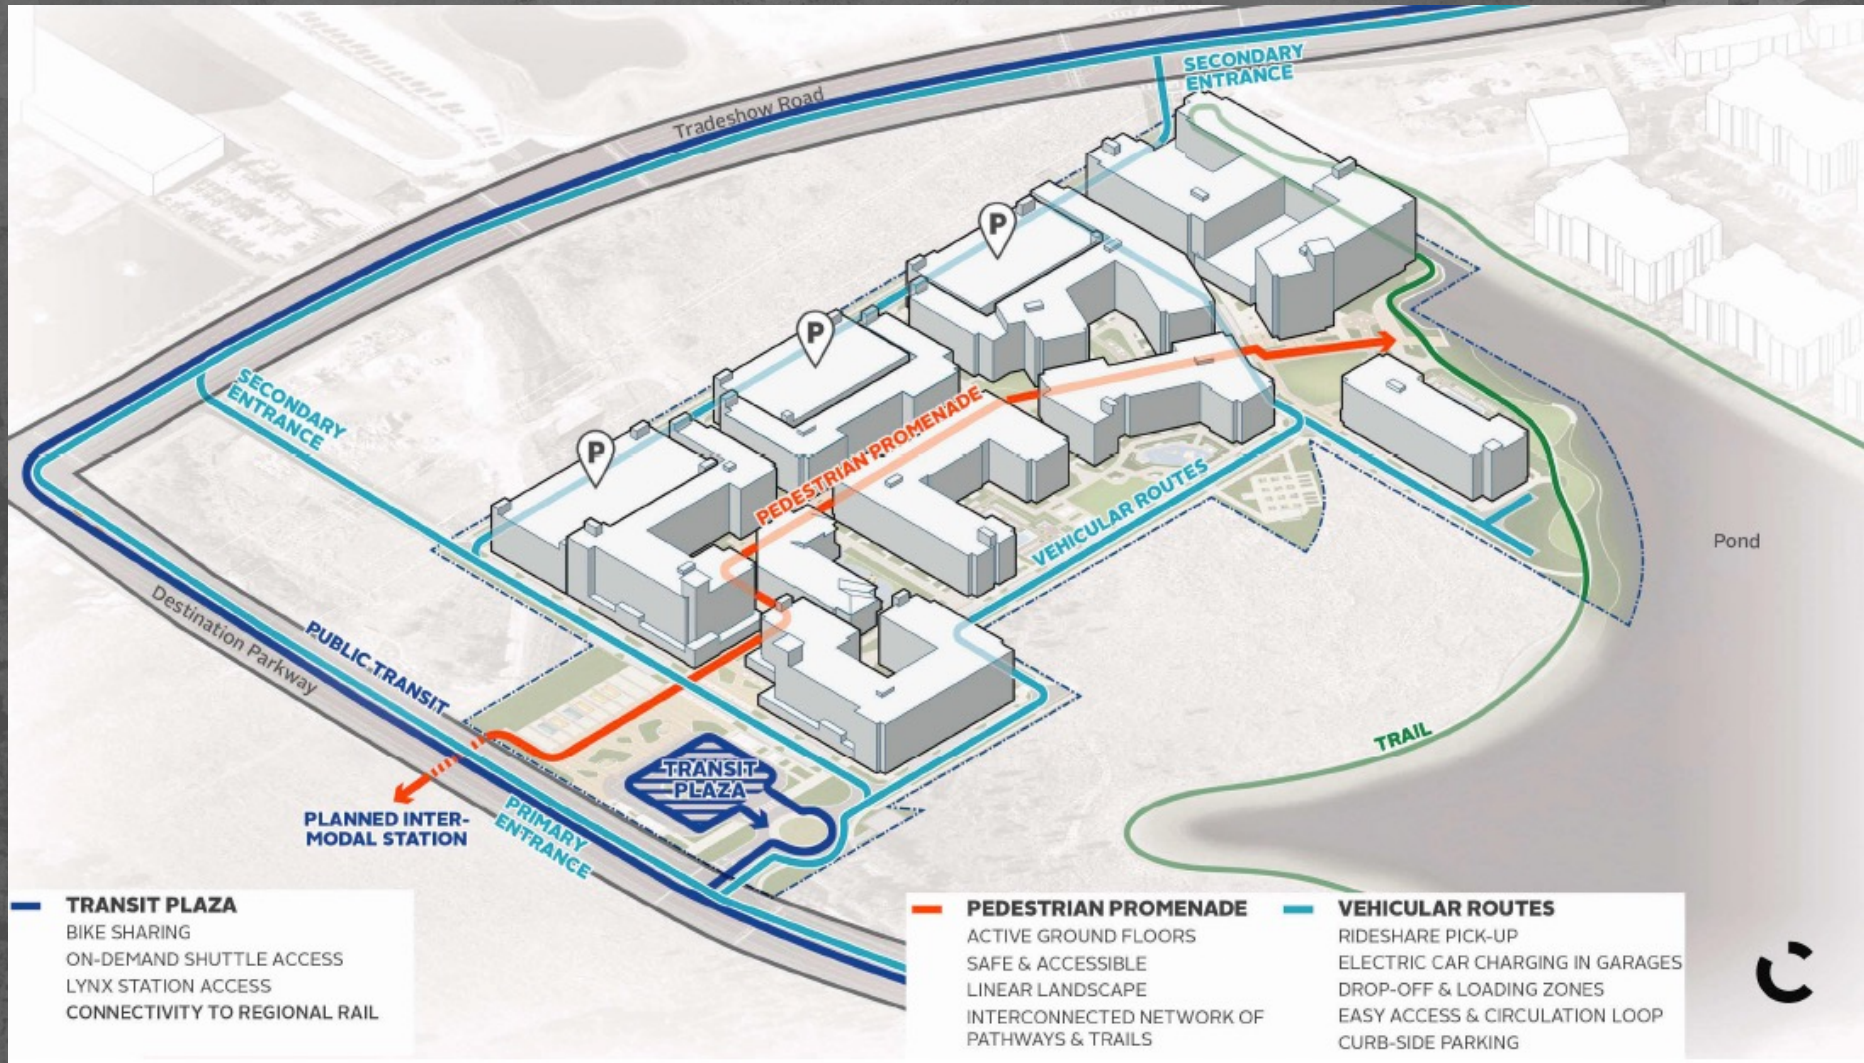 SECONDARY
ENTRANCE
Tradeshow Road
P
P
P
SECONDARY
ENTRANCE
PEDESTRIAN PROMENADE
VEHICULAR ROUTES
Pond
Destination Parkway
PUBLIC TRANSIT
TRAIL
TRANSIT
PLAZA
PLANNED INTER-
MODAL STATION
PRIMARY
ENTRANCE
TRANSIT PLAZA
BIKE SHARING
ON-DEMAND SHUTTLE ACCESS
LYNX STATION ACCESS
CONNECTIVITY TO REGIONAL RAIL
PEDESTRIAN PROMENADE
ACTIVE GROUND FLOORS
SAFE & ACCESSIBLE
LINEAR LANDSCAPE
INTERCONNECTED NETWORK OF
PATHWAYS & TRAILS
VEHICULAR ROUTES
RIDESHARE PICK-UP
ELECTRIC CAR CHARGING IN GARAGES
DROP-OFF & LOADING ZONES
EASY ACCESS & CIRCULATION LOOP
CURB-SIDE PARKING